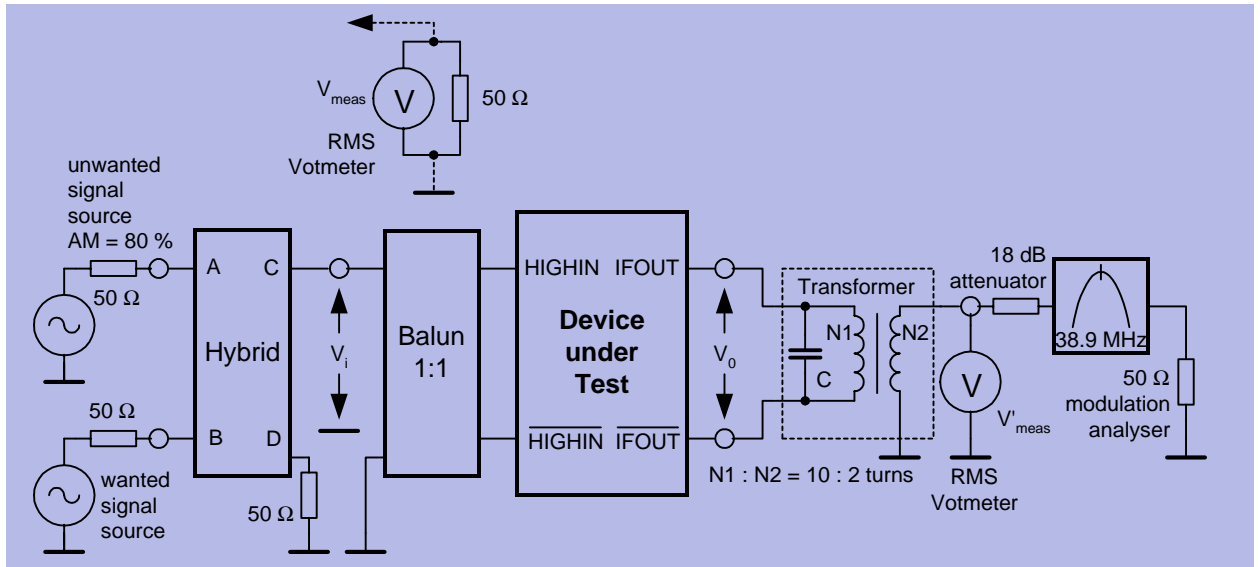 V meas
V
50 Ω
RMS
Votmeter
unwanted
signal
source
AM = 80 %
50 Ω
A
C
Hybrid
B
D
50 Ω
wanted
signal
source
50 Ω
Vi
Balun
1:1
HIGHIN
IFOUT
Device
under
Test
HIGHIN
IFOUT
V0
Transformer
N1
N2
C
N1 : N2 = 10 : 2 turns
18 dB
attenuator
38.9 MHz
V
V'meas
RMS
Votmeter
50 Ω
modulation
analyser